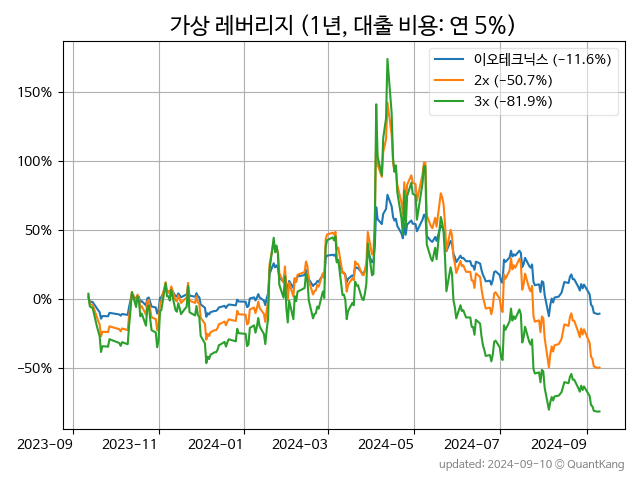 가상 레버리지 (1년, 대출 비용: 연 5%)
이오테크닉스 (-11.6%)
2x (-50.7%)
3x (-81.9%)
150%
100%
50%
0%
-50%
2023-09 2023-11 2024-01 2024-03 2024-05 2024-07 2024-09
updated: 2024-09-10 © QuantKang